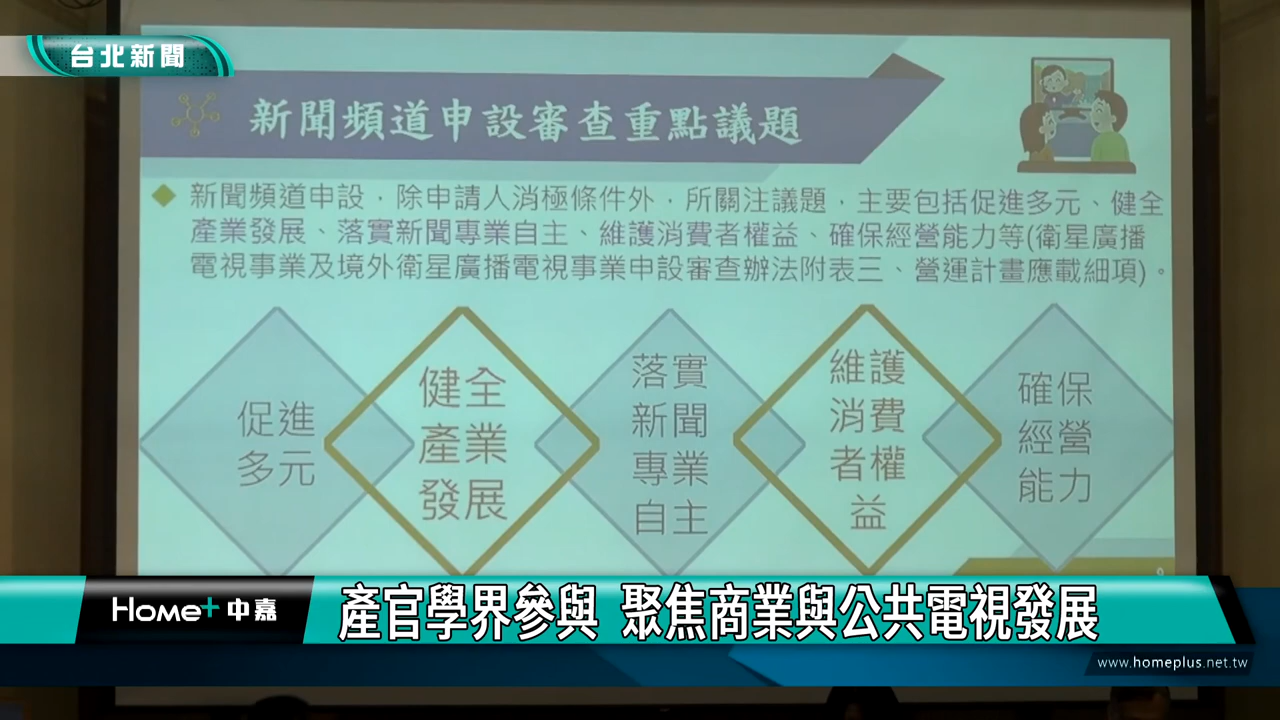 台北新聞
新聞頻道申設審查重點議題
新聞頻道申設，除申請人消極條件外，所關注議題，主要包括促進多元、健全
產業發展、落實新聞專業自主、維護消費者權益、確保經營能力等(衛星廣播
電視事業及境外衛星廣播電視事業申設審查辦法附表三、營運計畫應載細項)。
促進
多元
健全
產業
發展
落實
新聞
專業
自主
維護
消費
者權
益
確保
經營
能力
9
Home+中嘉
產官學界參與 聚焦商業與公共電視發展
www.homeplus.net.tw